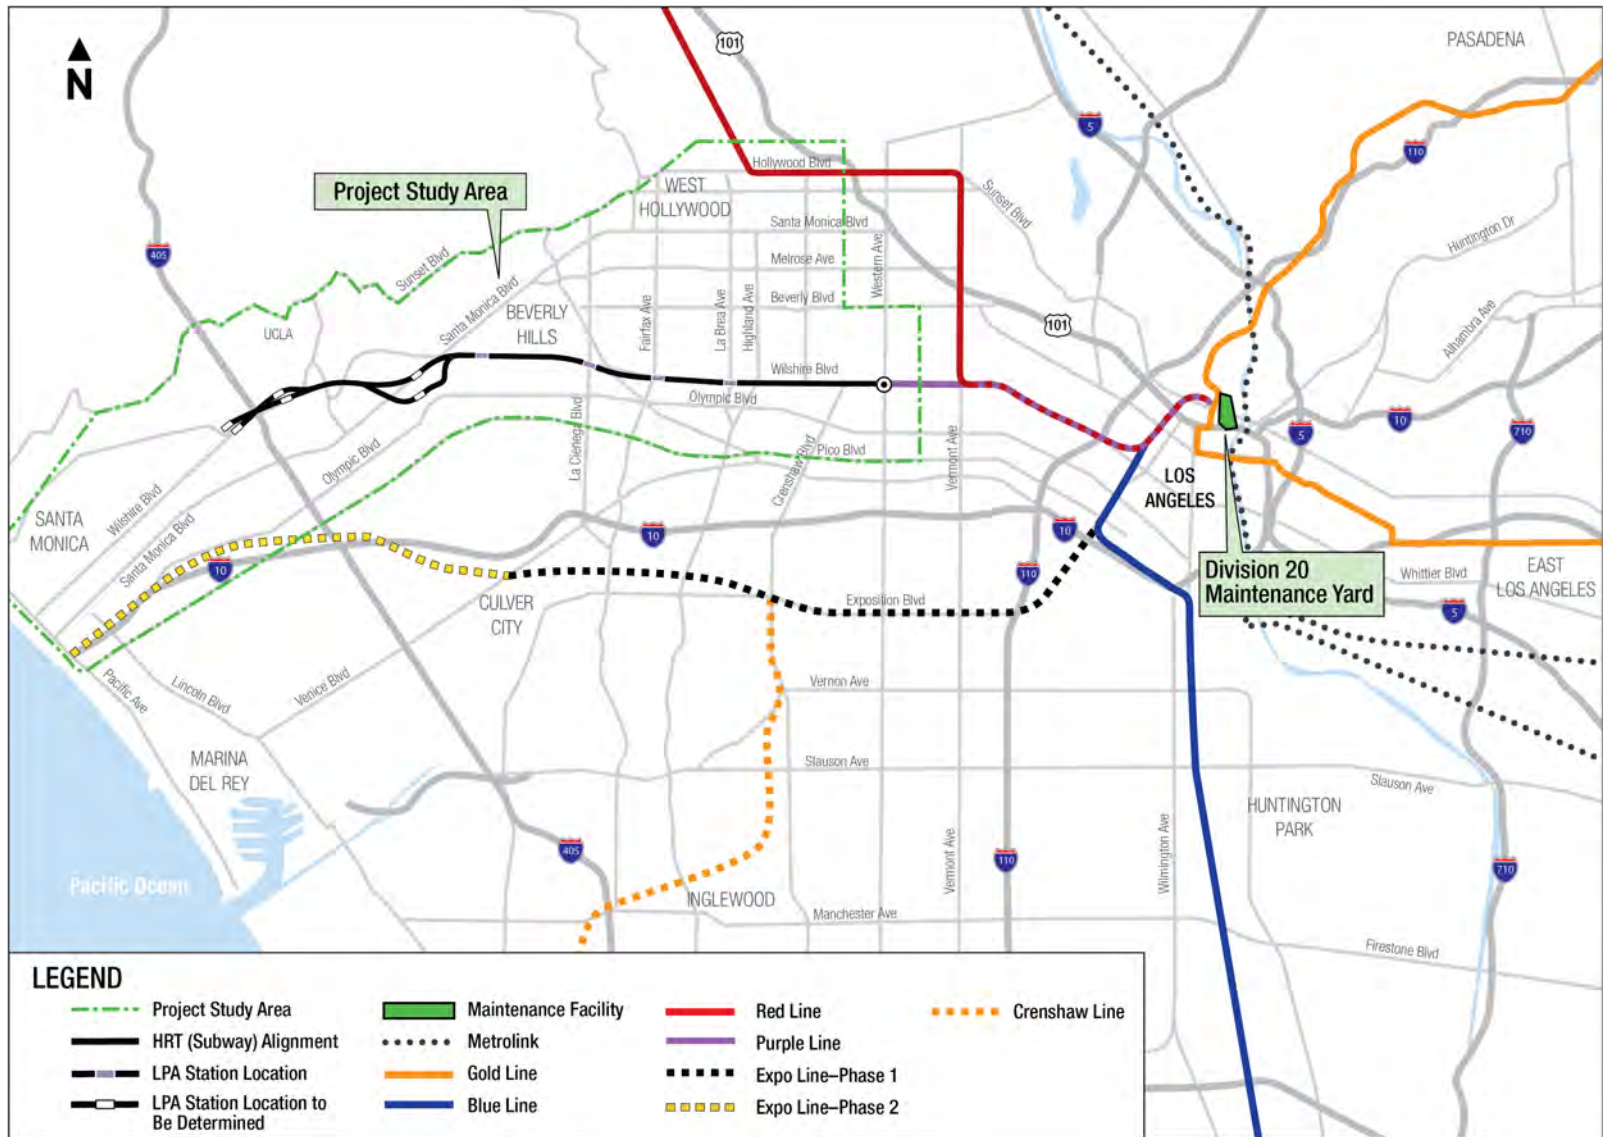 N
101
PASADENA
5
110
Hollywood Blvd
WEST
HOLLYWOOD
Project Study Area
Sunset Blvd
Santa Monica Blvd
Huntington Dr
405
Sunset Blvd
Western Ave
Melrose Ave
Santa Monica Blvd
BEVERLY
HILLS
Beverly Blvd
UCLA
Fairfax Ave
La Brea Ave
Highland Ave
101
Alhambra Ave
Wilshire Blvd
Olympic Blvd
La Cienega Blvd
Crenshaw Blvd
Pico Blvd
Vermont Ave
5
10
710
Olympic Blvd
LOS
ANGELES
Wilshire Blvd
SANTA
MONICA
Santa Monica Blvd
10
10
10
110
Division 20
Maintenance Yard
Whittier Blvd
EAST
LOS ANGELES
5
CULVER
CITY
Exposition Blvd
Pacific Ave
Lincoln Blvd
Venice Blvd
Vernon Ave
MARINA
DEL REY
Slauson Ave
Slauson Ave
HUNTINGTON
PARK
405
Vermont Ave
110
Wilmington Ave
710
Pacific Ocean
INGLEWOOD
Manchester Ave
Firestone Blvd
LEGEND
Project Study Area
HRT (Subway) Alignment
LPA Station Location
LPA Station Location to
Be Determined
Maintenance Facility
Metrolink
Gold Line
Blue Line
Red Line
Purple Line
Expo Line–Phase 1
Expo Line–Phase 2
Crenshaw Line